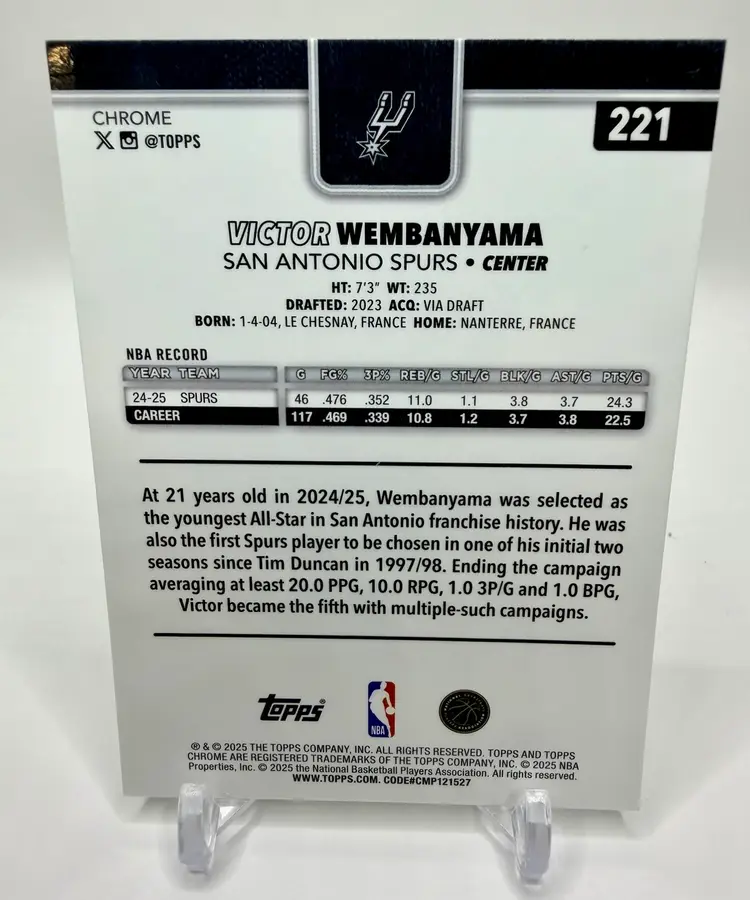 CHROME
X @TOPPS
221
VICTOR WEMBANYAMA
SAN ANTONIO SPURS • CENTER
HT: 7'3" WT: 235
DRAFTED: 2023 ACQ: VIA DRAFT
BORN: 1-4-04, LE CHESNAY, FRANCE HOME: NANTERRE, FRANCE
NBA RECORD
YEAR TEAM G FG% 3P% REB/G STL/G BLK/G AST/G PTS/G
24-25 SPURS 46 .476 .352 11.0 1.1 3.8 3.7 24.3
CAREER 117 .469 .339 10.8 1.2 3.7 3.8 22.5
At 21 years old in 2024/25, Wembanyama was selected as
the youngest All-Star in San Antonio franchise history. He was
also the first Spurs player to be chosen in one of his initial two
seasons since Tim Duncan in 1997/98. Ending the campaign
averaging at least 20.0 PPG, 10.0 RPG, 1.0 3P/G and 1.0 BPG,
Victor became the fifth with multiple-such campaigns.
Topps®
NBA
® & © 2025 THE TOPPS COMPANY, INC. ALL RIGHTS RESERVED. TOPPS AND TOPPS
CHROME ARE REGISTERED TRADEMARKS OF THE TOPPS COMPANY, INC. © 2025 NBA
Properties, Inc. © 2025 the National Basketball Players Association. All rights reserved.
WWW.TOPPS.COM. CODE#CMP121527